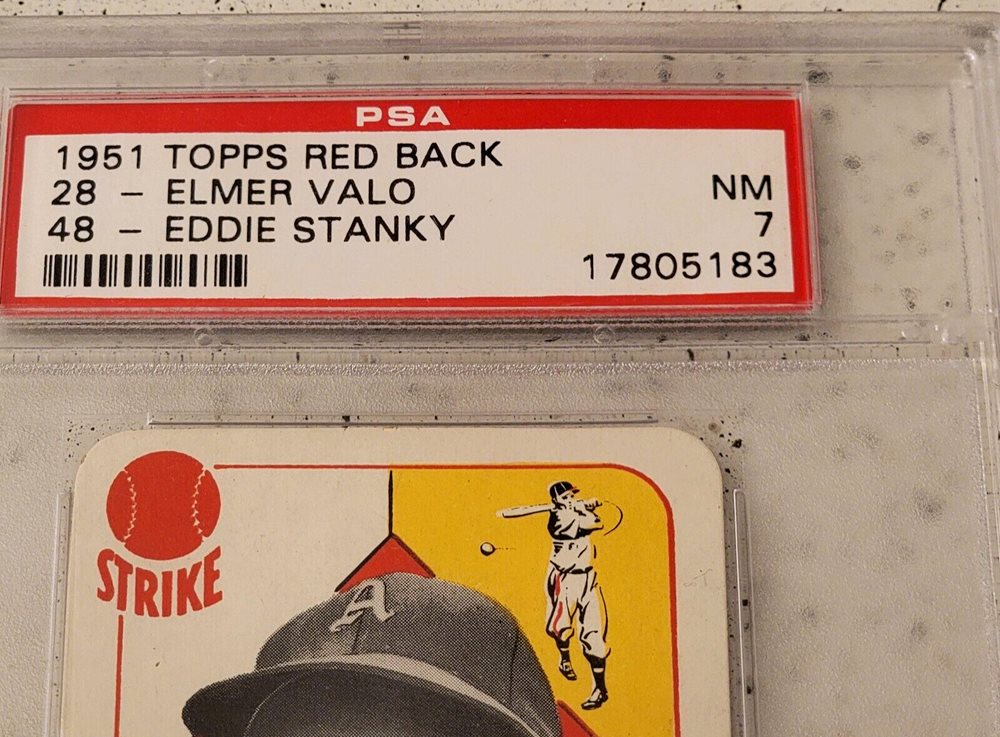 PSA
1951 TOPPS RED BACK
28 - ELMER VALO
NM
48 - EDDIE STANKY
7
17805183
STRIKE
A